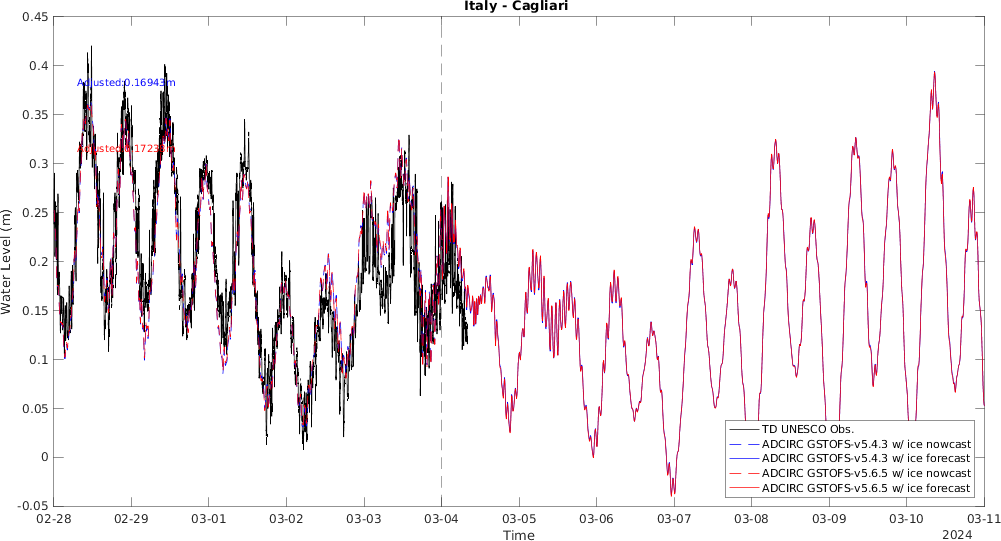 Italy - Cagliari
0.45
0.4
0.35
0.3
0.25
0.2
0.15
0.1
0.05
0
-0.05
Water Level (m)
Adjusted:0.16943m
02-28
02-29
03-01
03-02
03-03
03-04
03-05
03-06
03-07
03-08
03-09
03-10
03-11
Time
2024
TD UNESCO Obs.
ADCIRC GSTOFS-v5.4.3 w/ ice nowcast
ADCIRC GSTOFS-v5.4.3 w/ ice forecast
ADCIRC GSTOFS-v5.6.5 w/ ice nowcast
ADCIRC GSTOFS-v5.6.5 w/ ice forecast